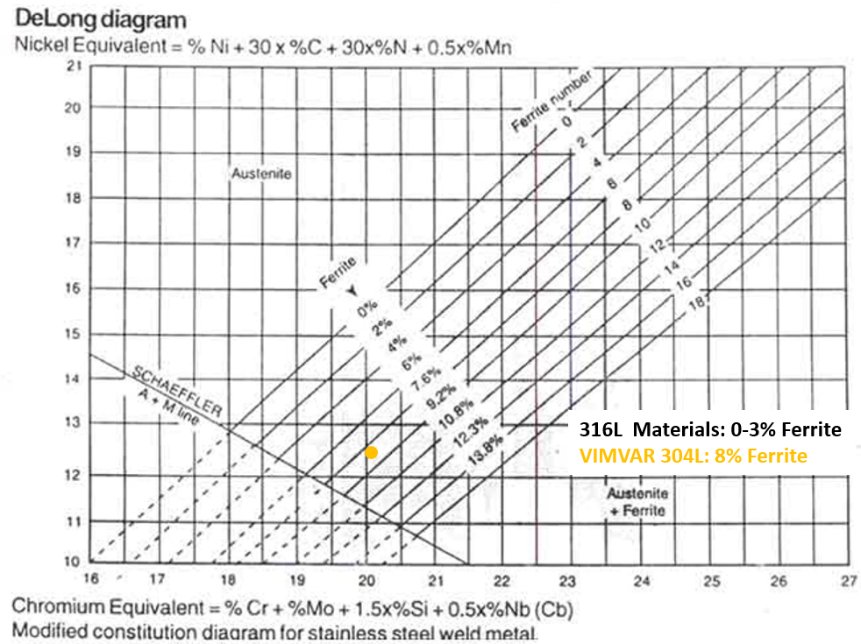 DeLong diagram
Nickel Equivalent = % Ni + 30 x %C + 30x%N + 0.5x%Mn
21
20
19
18
17
16
15
14
13
12
11
10
Austenite
Ferrite number
0
2
4
6
8
10
12
14
16
18
Ferrite
0%
2%
4%
6%
7.6%
9.2%
10.8%
12.3%
13.8%
SCHAEFFLER
A + M line
316L Materials: 0-3% Ferrite
VIMVAR 304L: 8% Ferrite
Austenite
+ Ferrite
16 17 18 19 20 21 22 23 24 25 26 27
Chromium Equivalent = % Cr + %Mo + 1.5x%Si + 0.5x%Nb (Cb)
Modified constitution diagram for stainless steel weld metal.